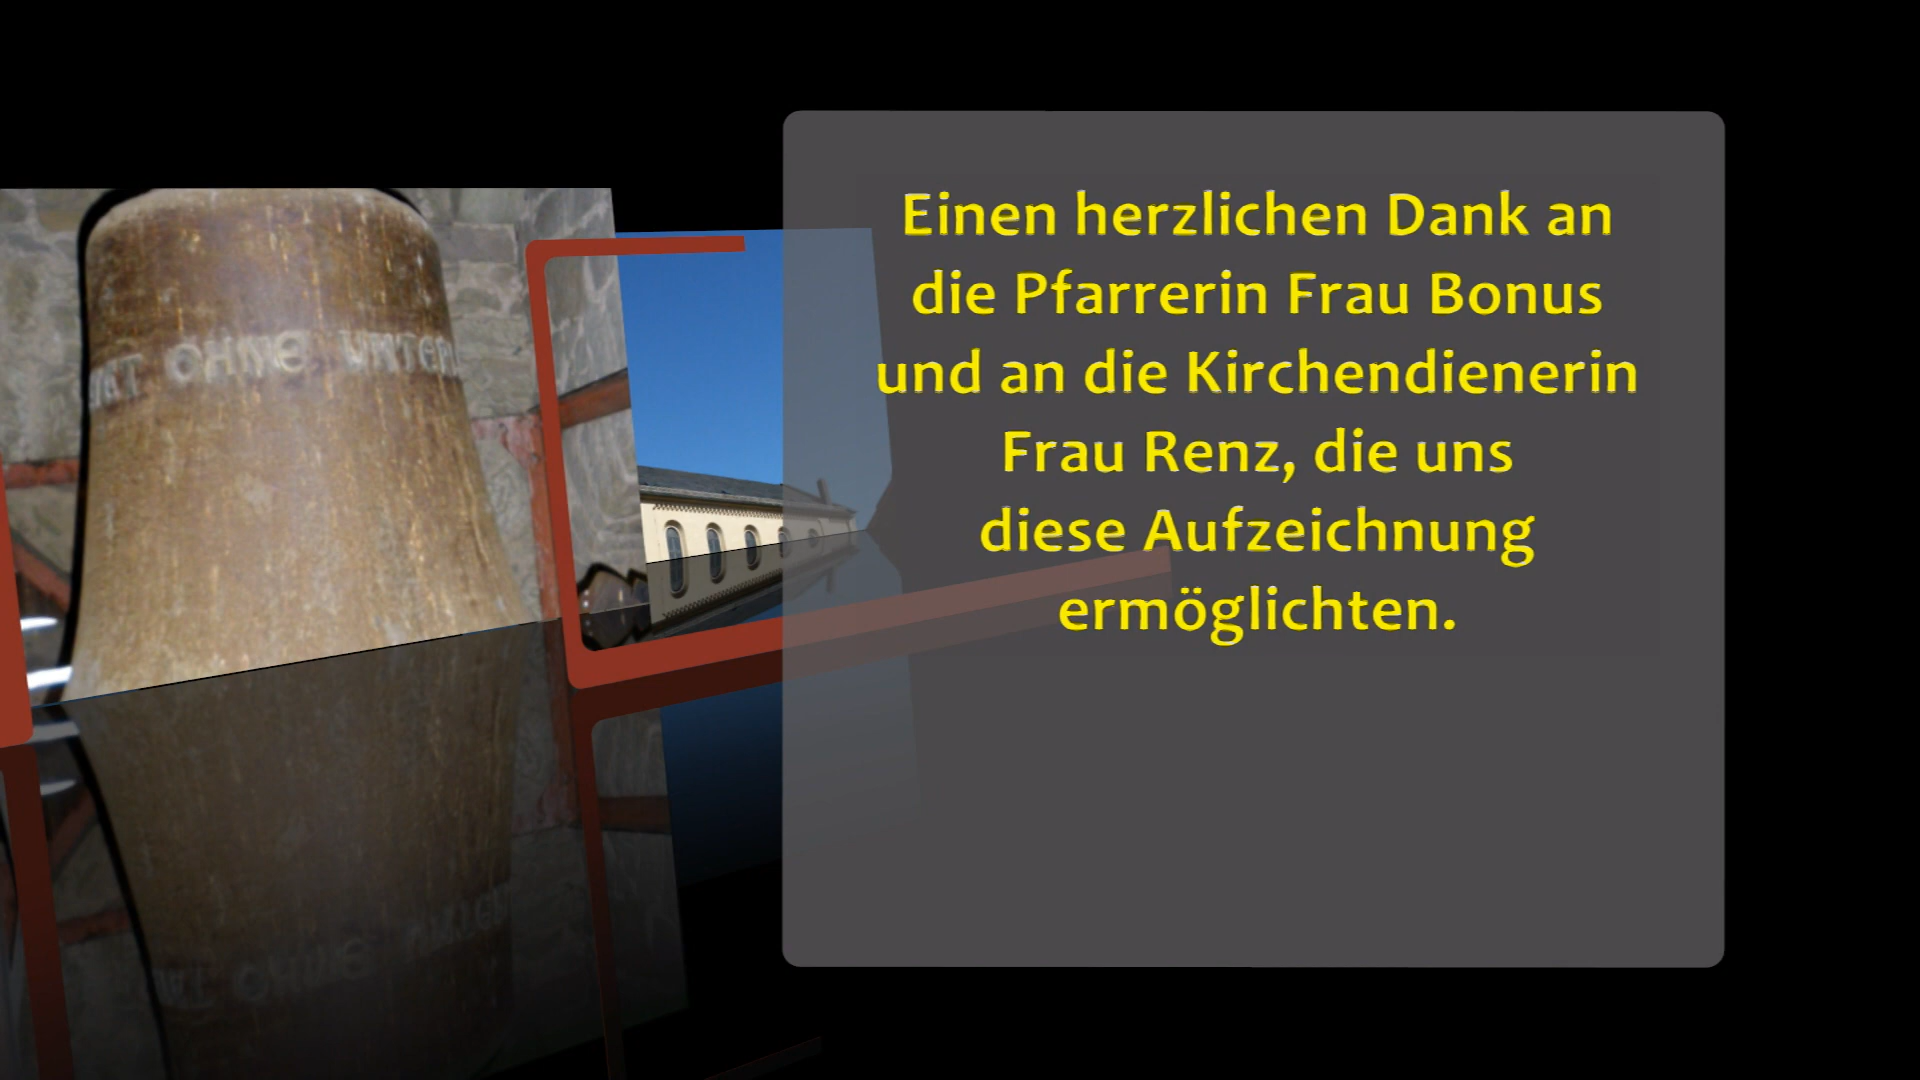 Einen herzlichen Dank an
die Pfarrerin Frau Bonus
und an die Kirchendienerin
Frau Renz, die uns
diese Aufzeichnung
ermöglichten.
OHNE